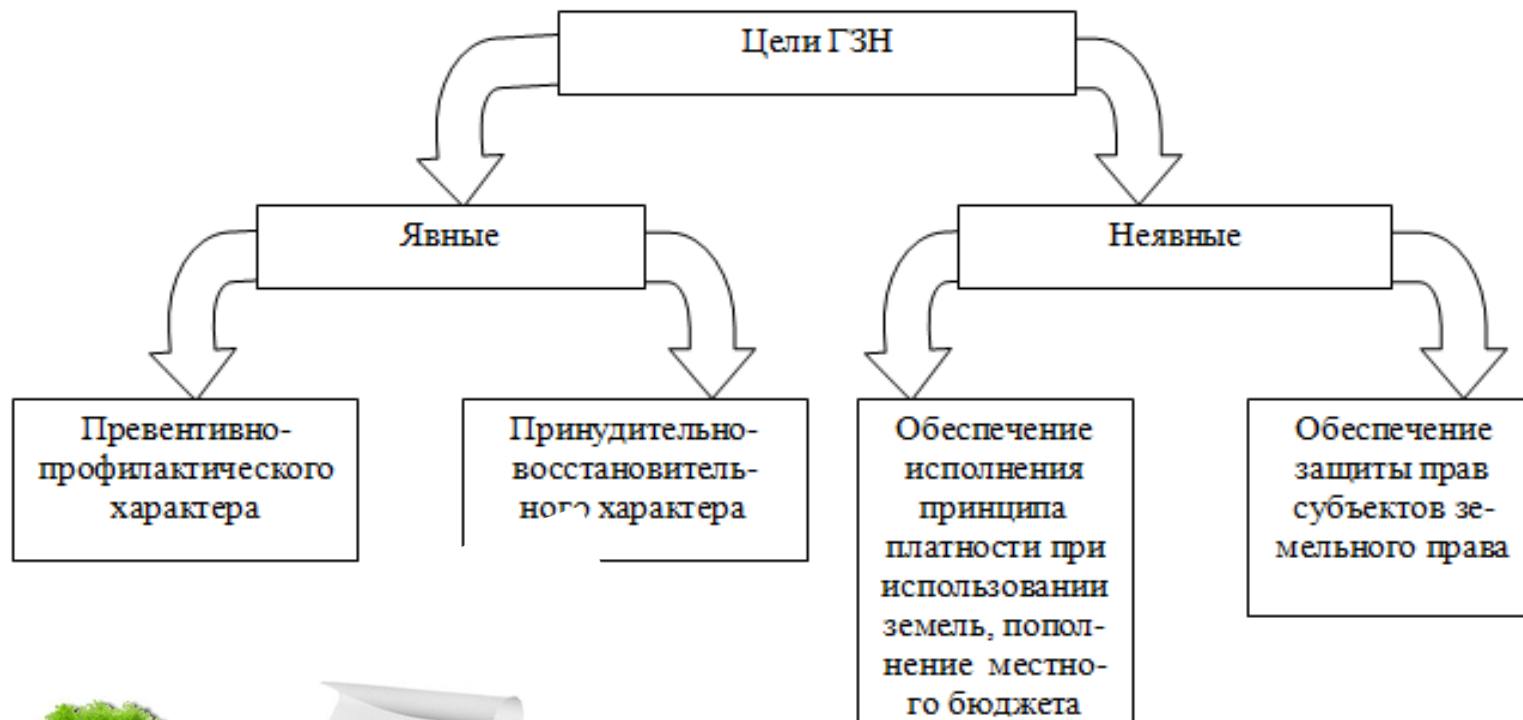 Цели ГЗН
Явные
Неявные
Превентивно-
профилактического
характера
Принудительно-
восстановитель-
ного характера
Обеспечение
исполнения
принципа
платности при
использовании
земель, попол-
нение местно-
го бюджета
Обеспечение
защиты прав
субъектов зе-
мельного права